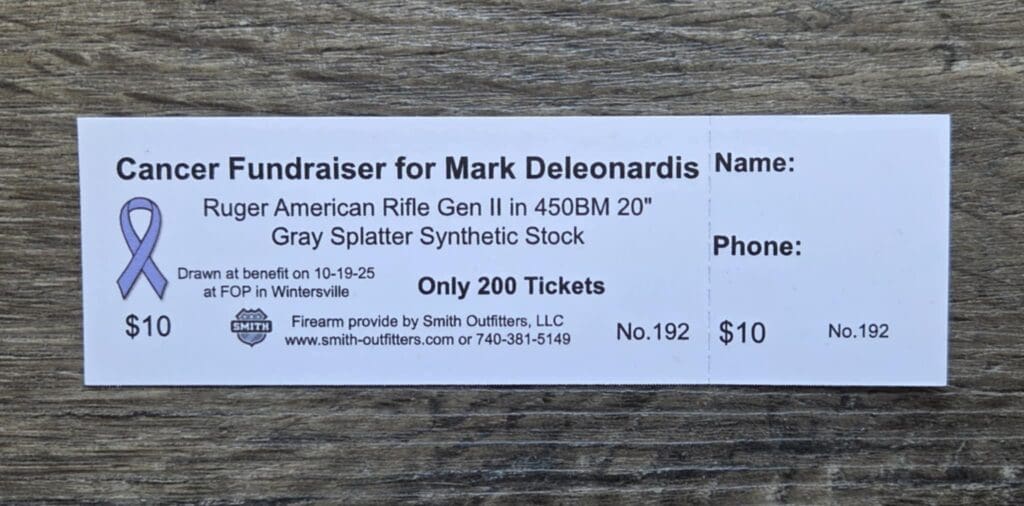 Cancer Fundraiser for Mark Deleonardis
Ruger American Rifle Gen II in 450BM 20"
Gray Splatter Synthetic Stock
Drawn at benefit on 10-19-25
at FOP in Wintersville
Only 200 Tickets
$10
SMITH
Firearm provide by Smith Outfitters, LLC
www.smith-outfitters.com or 740-381-5149
No.192
Name:
Phone:
$10
No.192